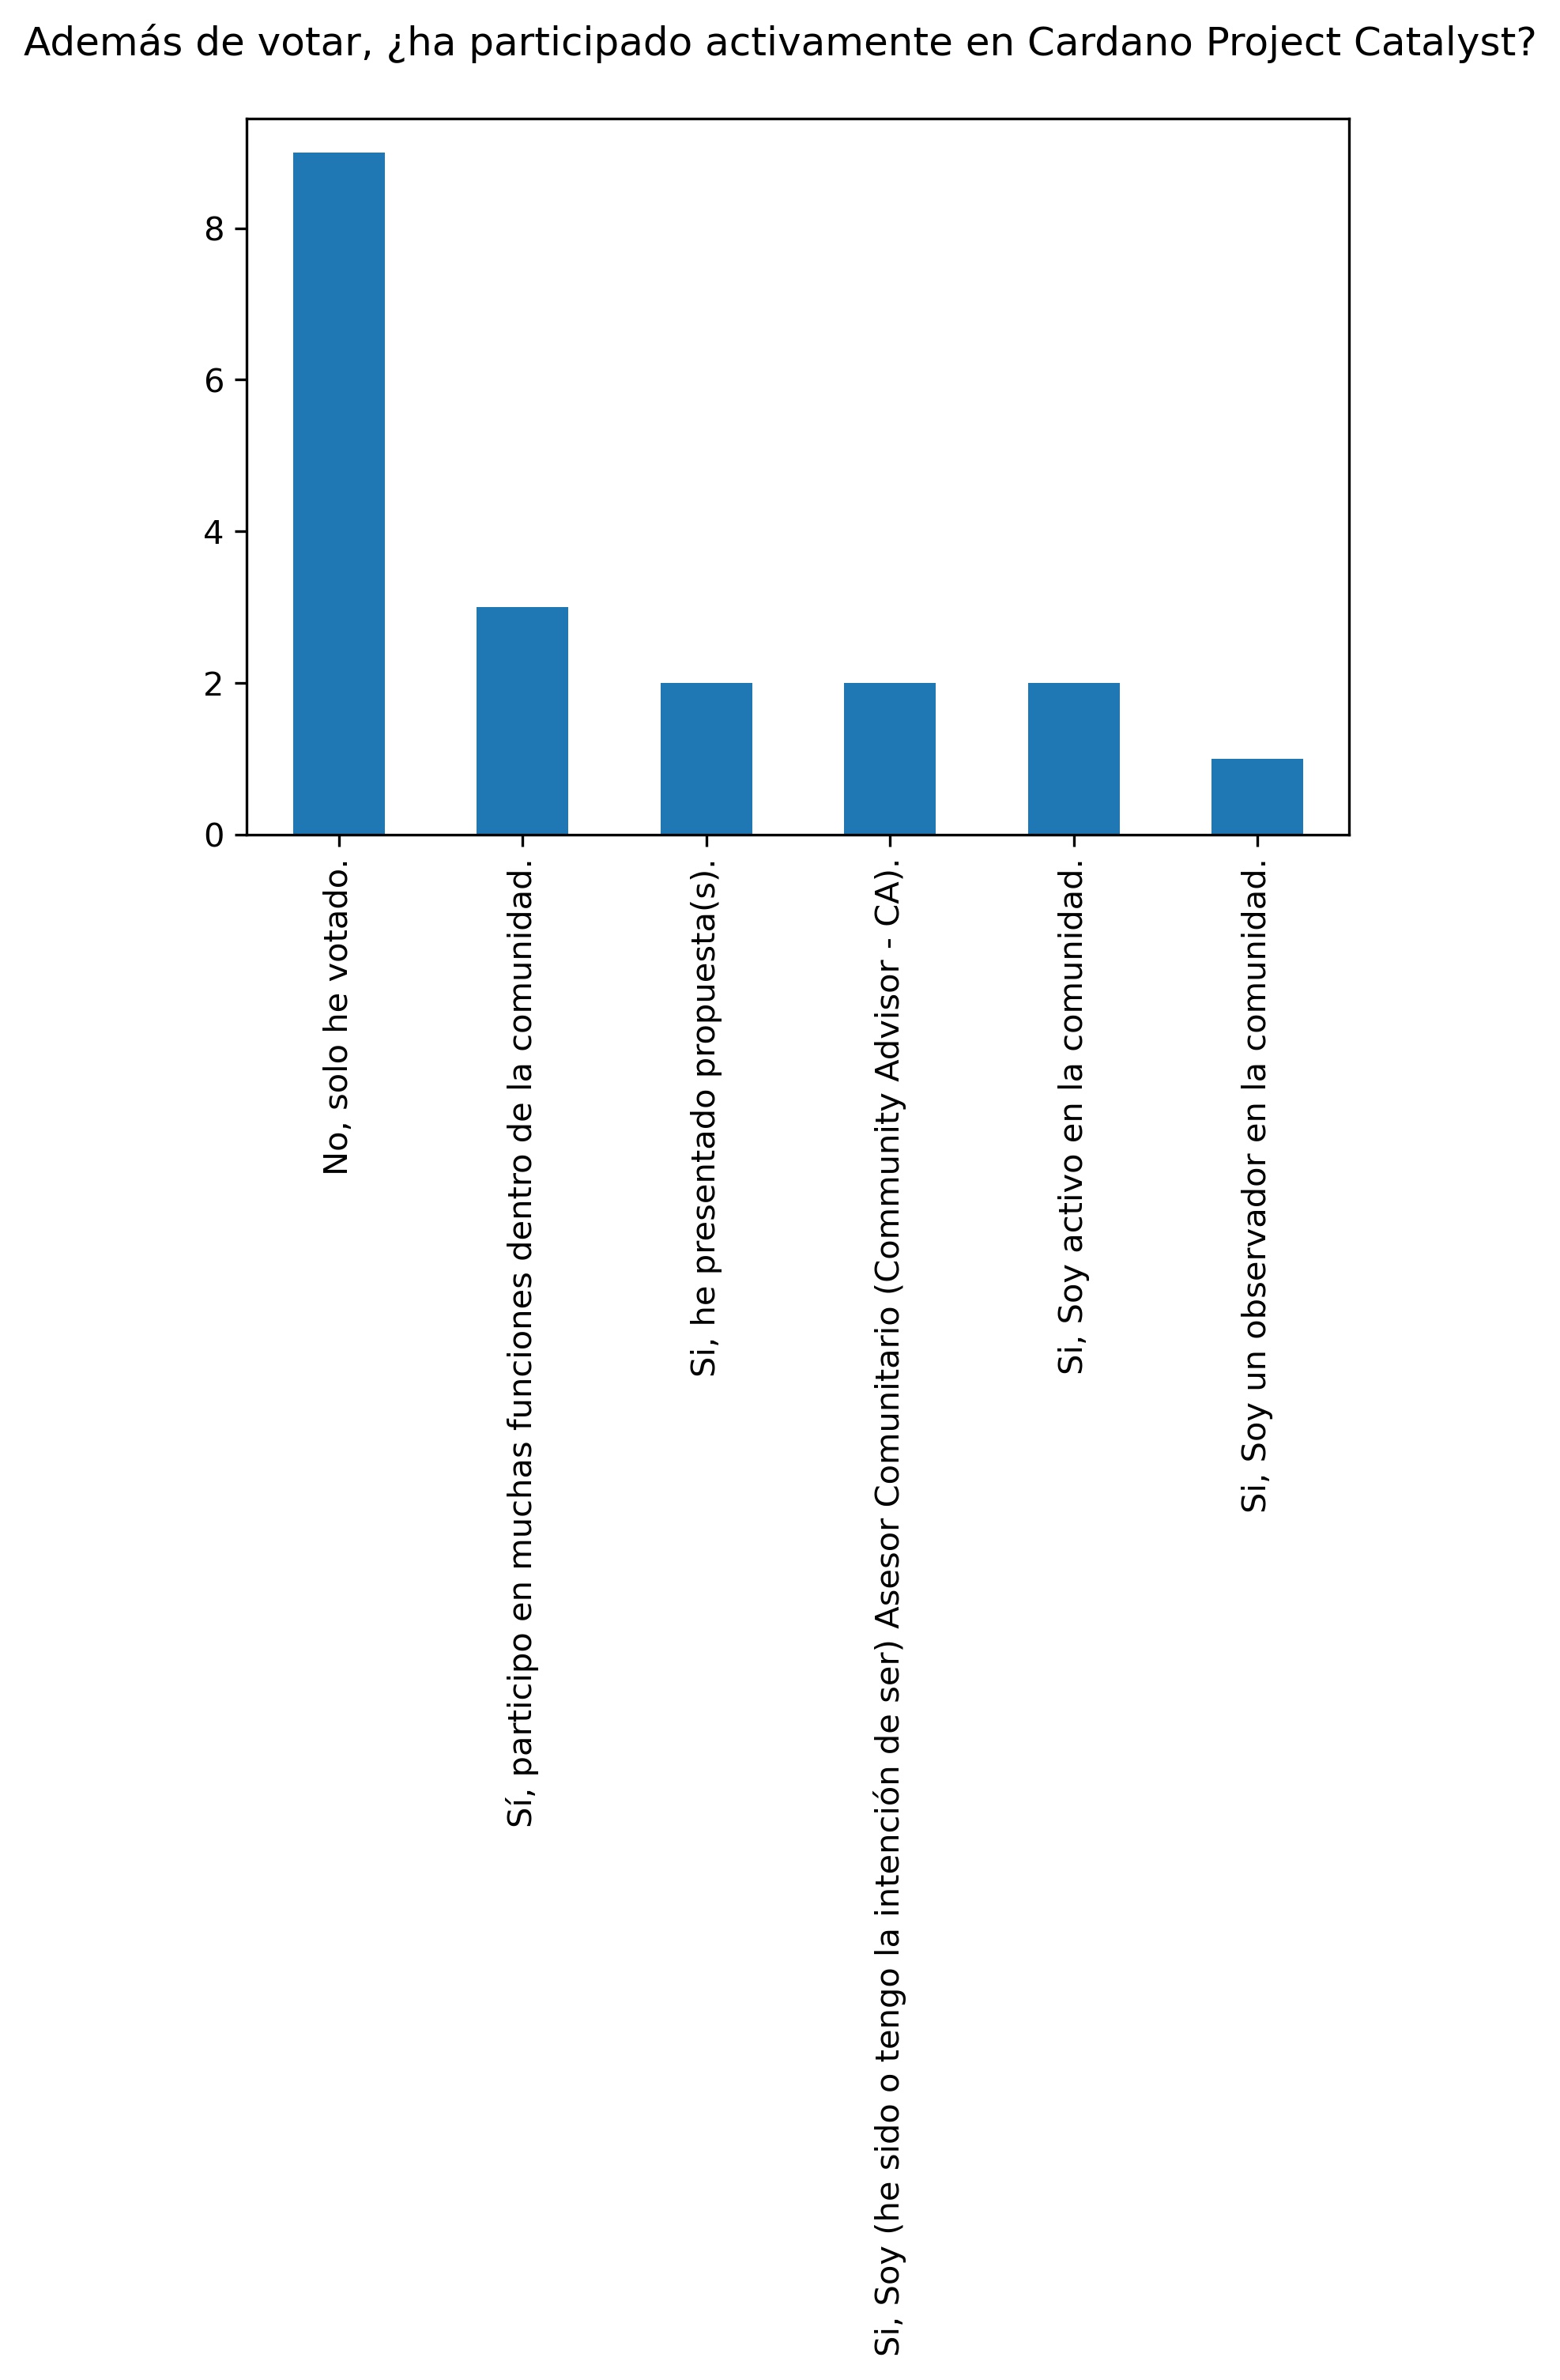 Además de votar, ¿ha participado activamente en Cardano Project Catalyst?
8
6
4
2
0
No, solo he votado.
Sí, participo en muchas funciones dentro de la comunidad.
Si, he presentado propuesta(s).
Si, Soy (he sido o tengo la intención de ser) Asesor Comunitario (Community Advisor - CA).
Si, Soy activo en la comunidad.
Si, Soy un observador en la comunidad.